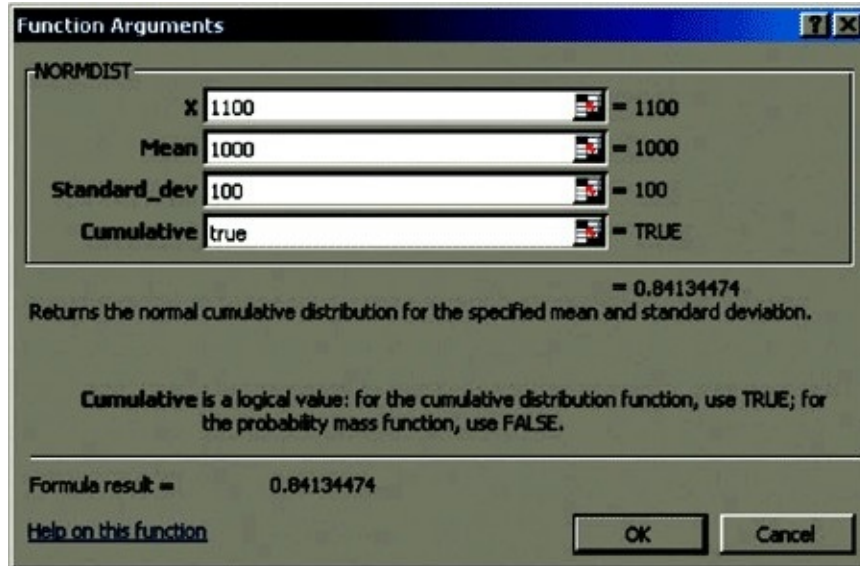 Function Arguments
NORMDIST
X 1100 = 1100
Mean 1000 = 1000
Standard_dev 100 = 100
Cumulative true = TRUE
= 0.84134474
Returns the normal cumulative distribution for the specified mean and standard deviation.
Cumulative is a logical value: for the cumulative distribution function, use TRUE; for
the probability mass function, use FALSE.
Formula result = 0.84134474
Help on this function
OK Cancel